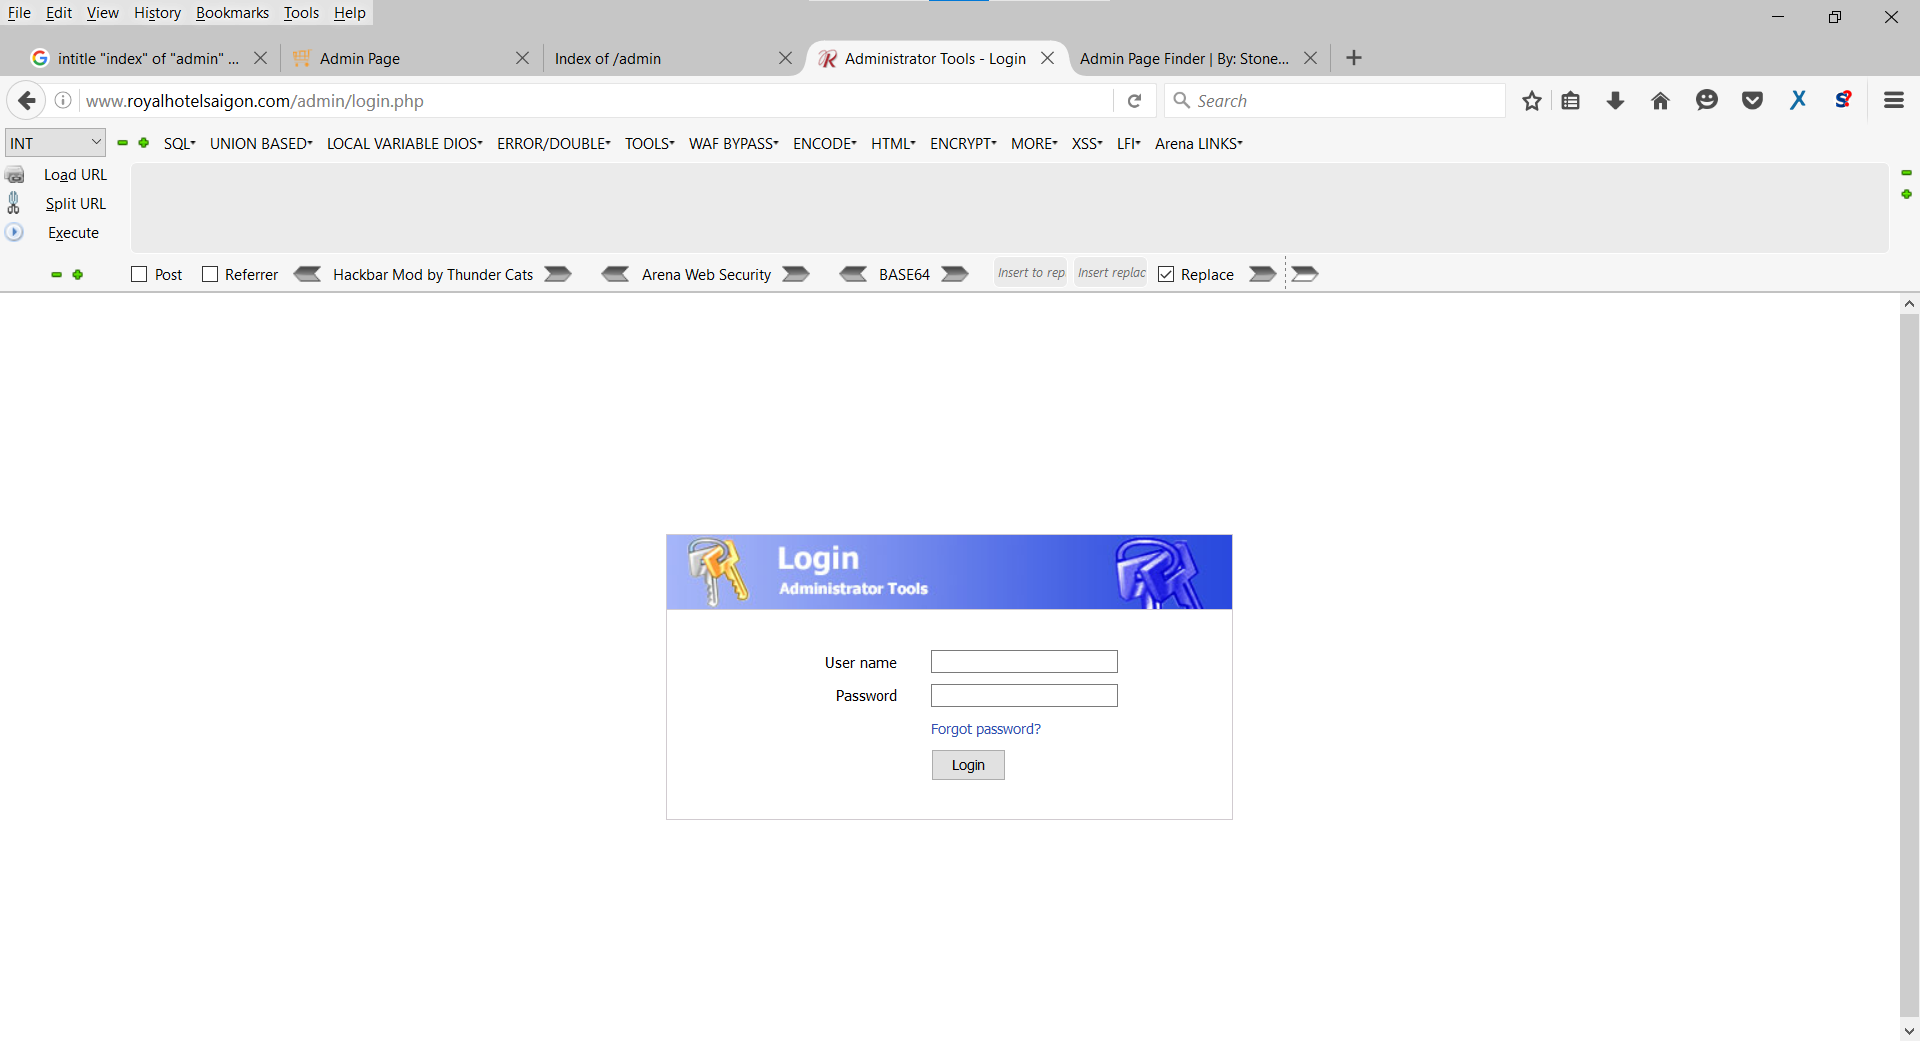 File Edit View History Bookmarks Tools Help
intitle "index" of "admin" ... Admin Page Index of /admin Administrator Tools - Login Admin Page Finder | By: Stone...
www.royalhotelsaigon.com/admin/login.php Search
INT SQL UNION BASED LOCAL VARIABLE DIOS ERROR/DOUBLE TOOLS WAF BYPASS ENCODE HTML ENCRYPT MORE XSS LFI Arena LINKS
Load URL
Split URL
Execute
Post Referrer Hackbar Mod by Thunder Cats Arena Web Security BASE64 Insert to rep Insert replac Replace
Login
Administrator Tools
User name
Password
Forgot password?
Login